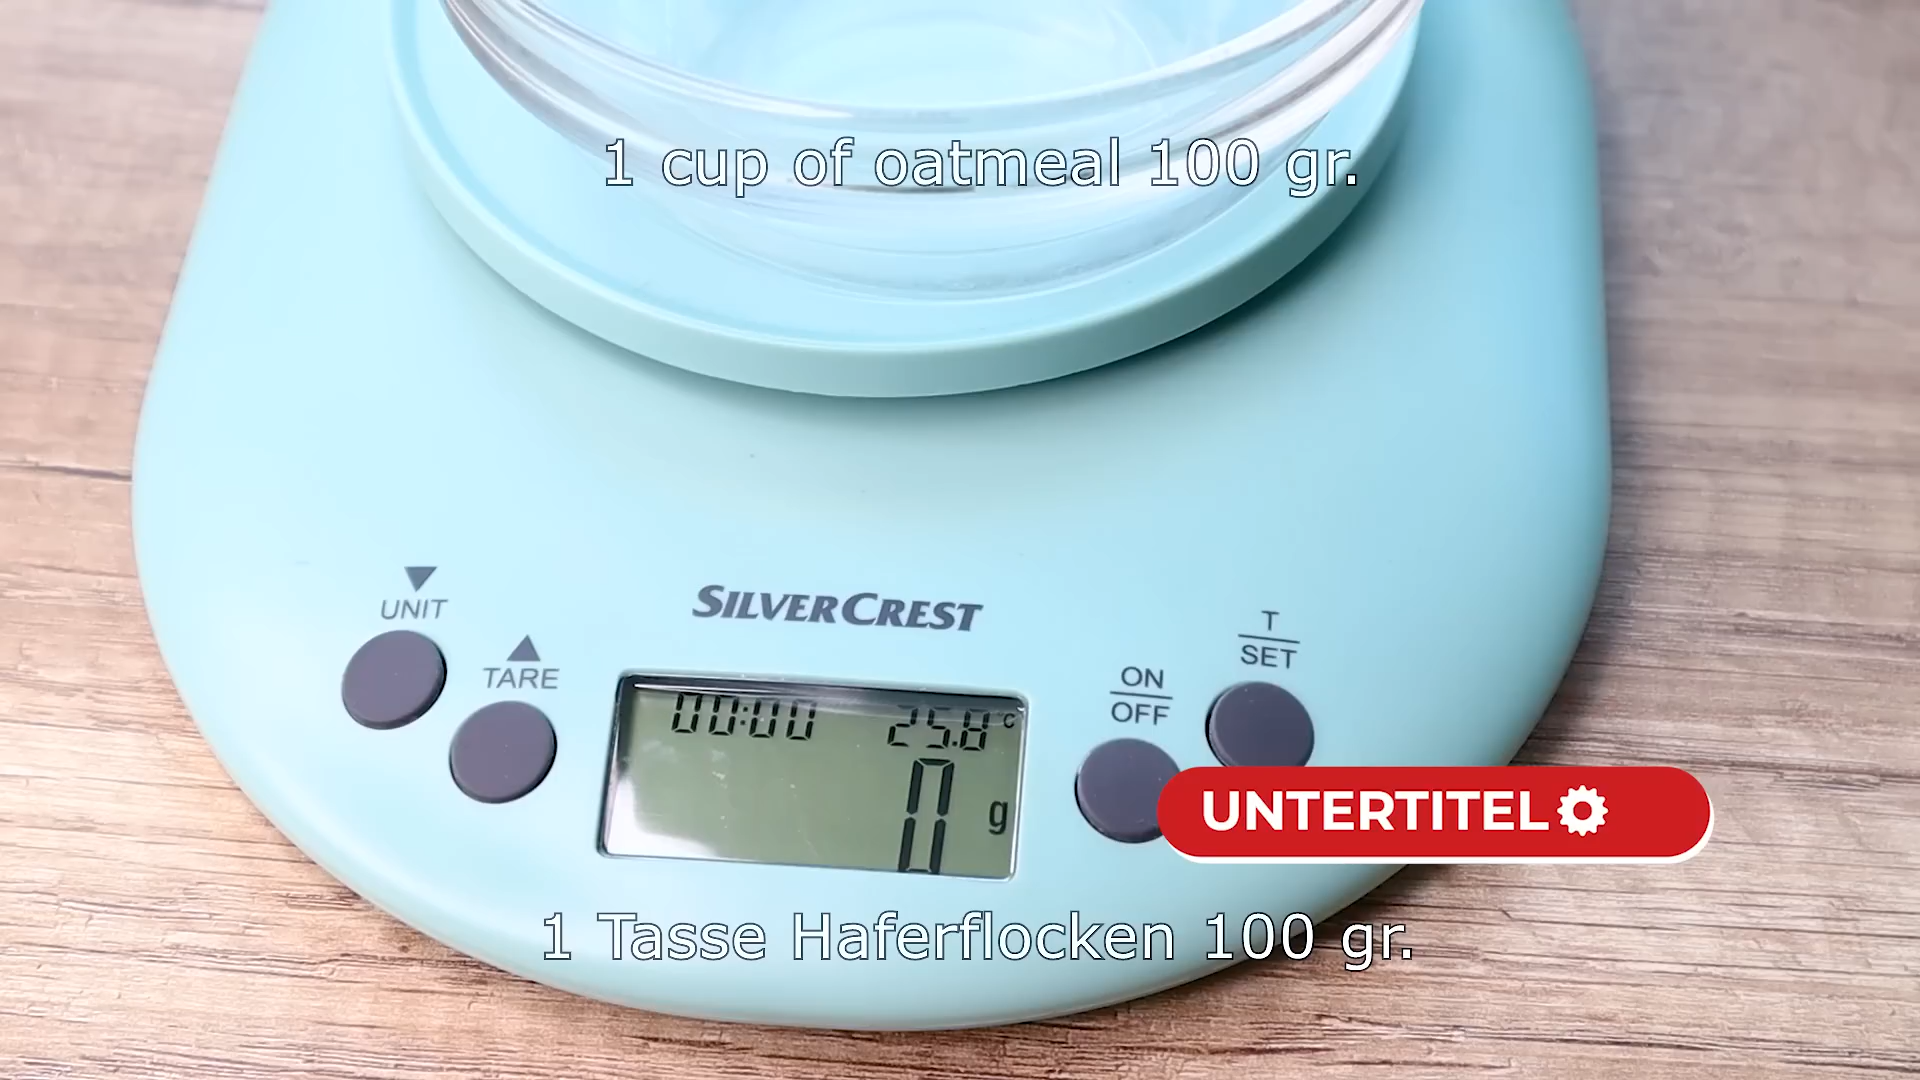 1 cup of oatmeal 100 gr.
▼
UNIT
▲
TARE
SILVERCREST
T
SET
ON
OFF
00:00 25.8°C
0 g
UNTERTITEL
1 Tasse Haferflocken 100 gr.